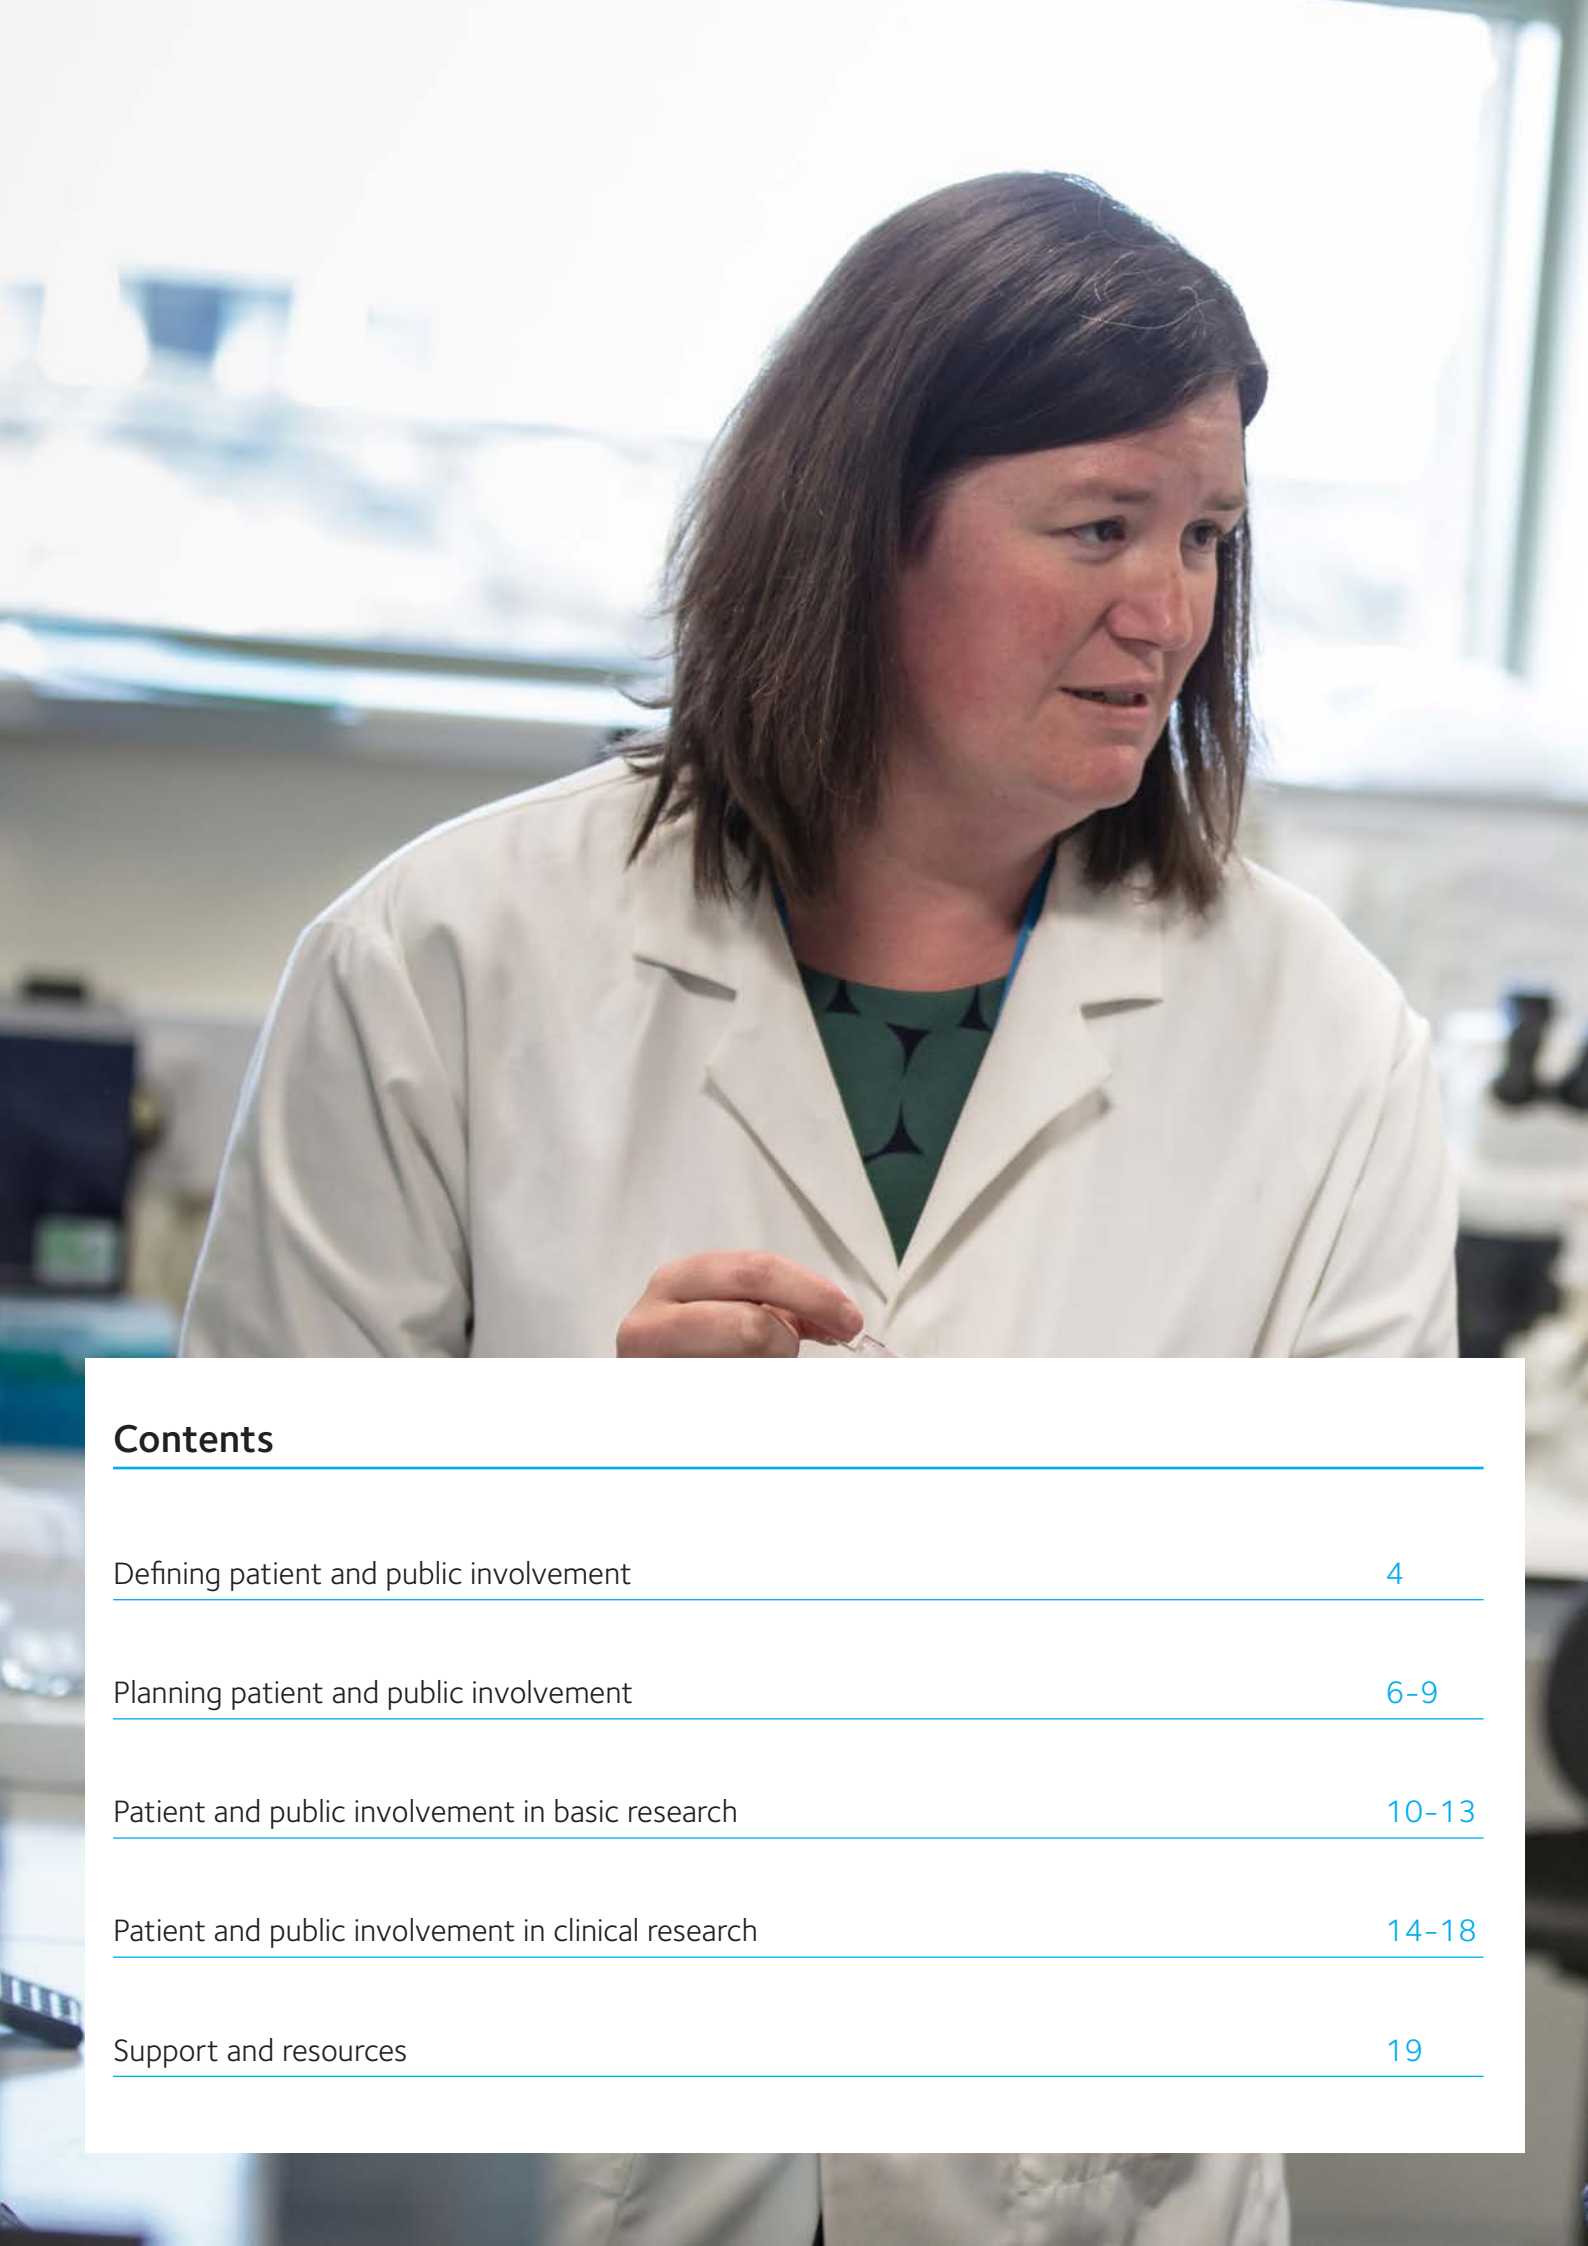 Contents
Defining patient and public involvement 4
Planning patient and public involvement 6-9
Patient and public involvement in basic research 10-13
Patient and public involvement in clinical research 14-18
Support and resources 19